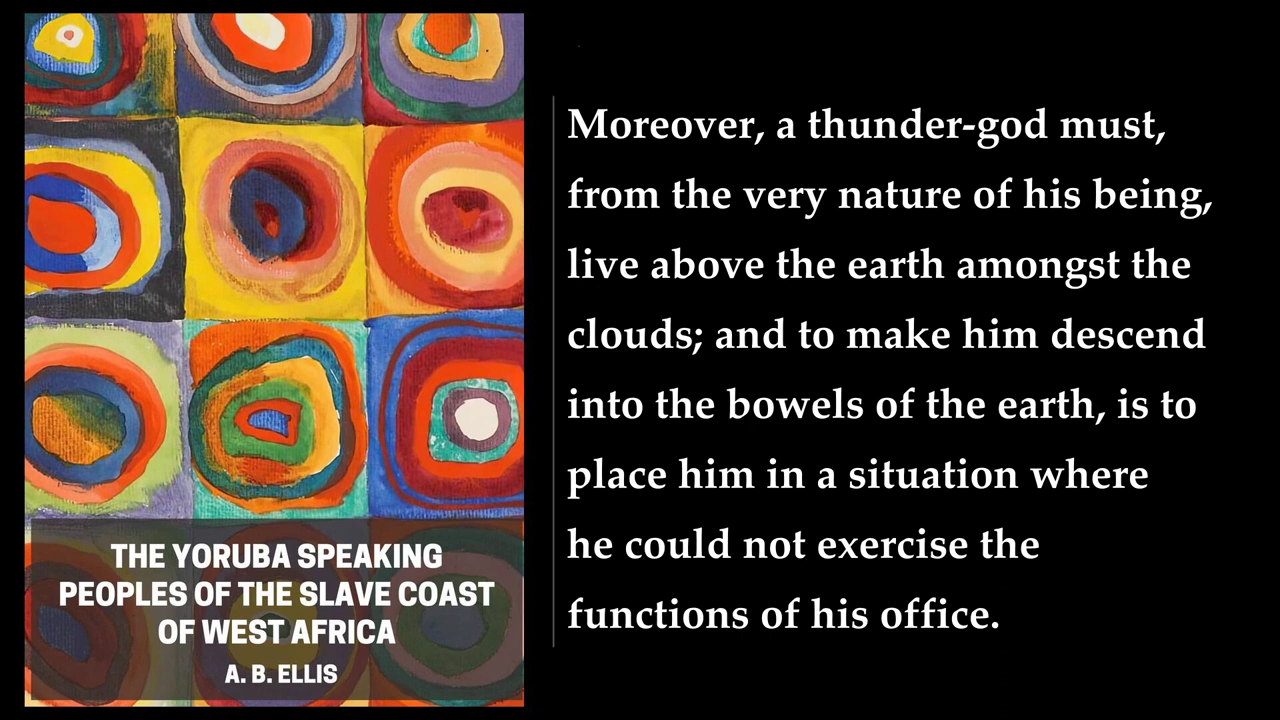 THE YORUBA SPEAKING
PEOPLES OF THE SLAVE COAST
OF WEST AFRICA
A. B. ELLIS
Moreover, a thunder-god must,
from the very nature of his being,
live above the earth amongst the
clouds; and to make him descend
into the bowels of the earth, is to
place him in a situation where
he could not exercise the
functions of his office.